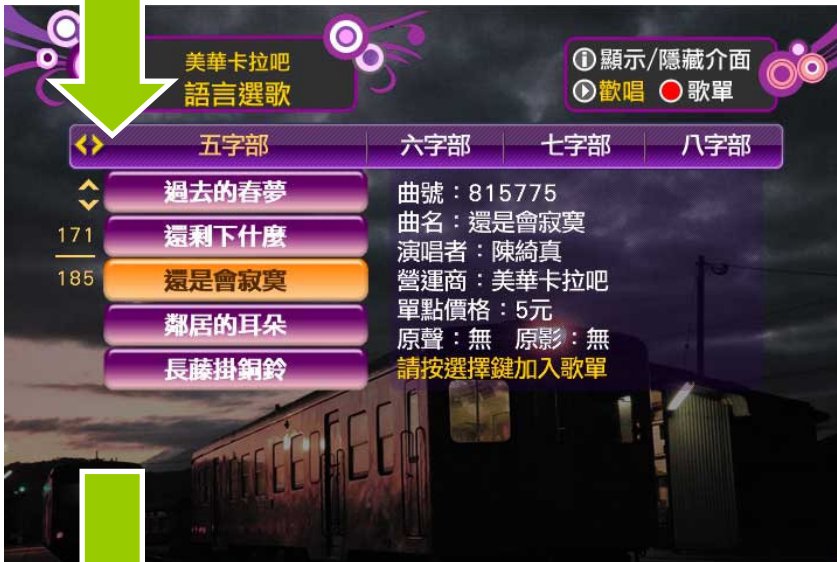 美華卡拉吧
語言選歌
ⓘ顯示/隱藏介面
歡唱 歌單
五字部 六字部 七字部 八字部
過去的春夢
還剩下什麼
還是會寂寞
鄰居的耳朵
長藤掛銅鈴
171
185
曲號：815775
曲名：還是會寂寞
演唱者：陳綺真
營運商：美華卡拉吧
單點價格：5元
原聲：無 原影：無
請按選擇鍵加入歌單